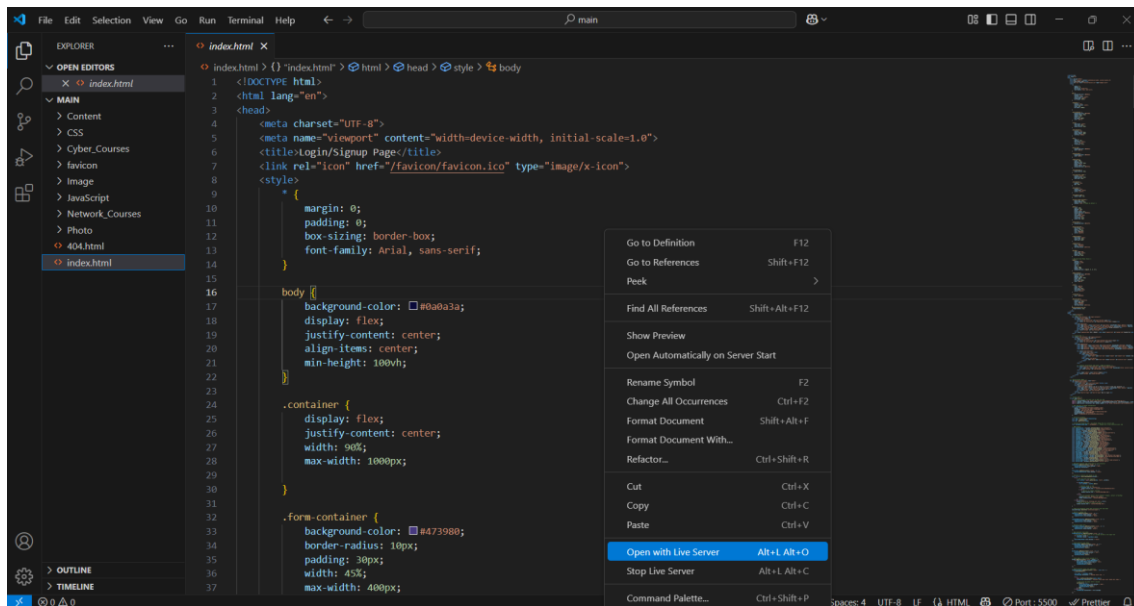 File Edit Selection View Go Run Terminal Help
main
EXPLORER
OPEN EDITORS
index.html
MAIN
Content
CSS
Cyber_Courses
favicon
Image
JavaScript
Network_Courses
Photo
404.html
index.html
OUTLINE
TIMELINE
index.html
index.html > {} "index.html" > html > head > style > body
1 <!DOCTYPE html>
2 <html lang="en">
3 <head>
4 <meta charset="UTF-8">
5 <meta name="viewport" content="width=device-width, initial-scale=1.0">
6 <title>Login/Signup Page</title>
7 <link rel="icon" href="/favicon/favicon.ico" type="image/x-icon">
8 <style>
9 * {
10 margin: 0;
11 padding: 0;
12 box-sizing: border-box;
13 font-family: Arial, sans-serif;
14 }
15
16 body {
17 background-color: #0a0a3a;
18 display: flex;
19 justify-content: center;
20 align-items: center;
21 min-height: 100vh;
22 }
23
24 .container {
25 display: flex;
26 justify-content: center;
27 width: 90%;
28 max-width: 1000px;
29
30 }
31
32 .form-container {
33 background-color: #473980;
34 border-radius: 10px;
35 padding: 30px;
36 width: 45%;
37 max-width: 400px;
Go to Definition F12
Go to References Shift+F12
Peek
Find All References Shift+Alt+F12
Show Preview
Open Automatically on Server Start
Rename Symbol F2
Change All Occurrences Ctrl+F2
Format Document Shift+Alt+F
Format Document With...
Refactor... Ctrl+Shift+R
Cut Ctrl+X
Copy Ctrl+C
Paste Ctrl+V
Open with Live Server Alt+L Alt+O
Stop Live Server Alt+L Alt+C
Command Palette... Ctrl+Shift+P
0 0 Spaces: 4 UTF-8 LF HTML Port : 5500 Prettier